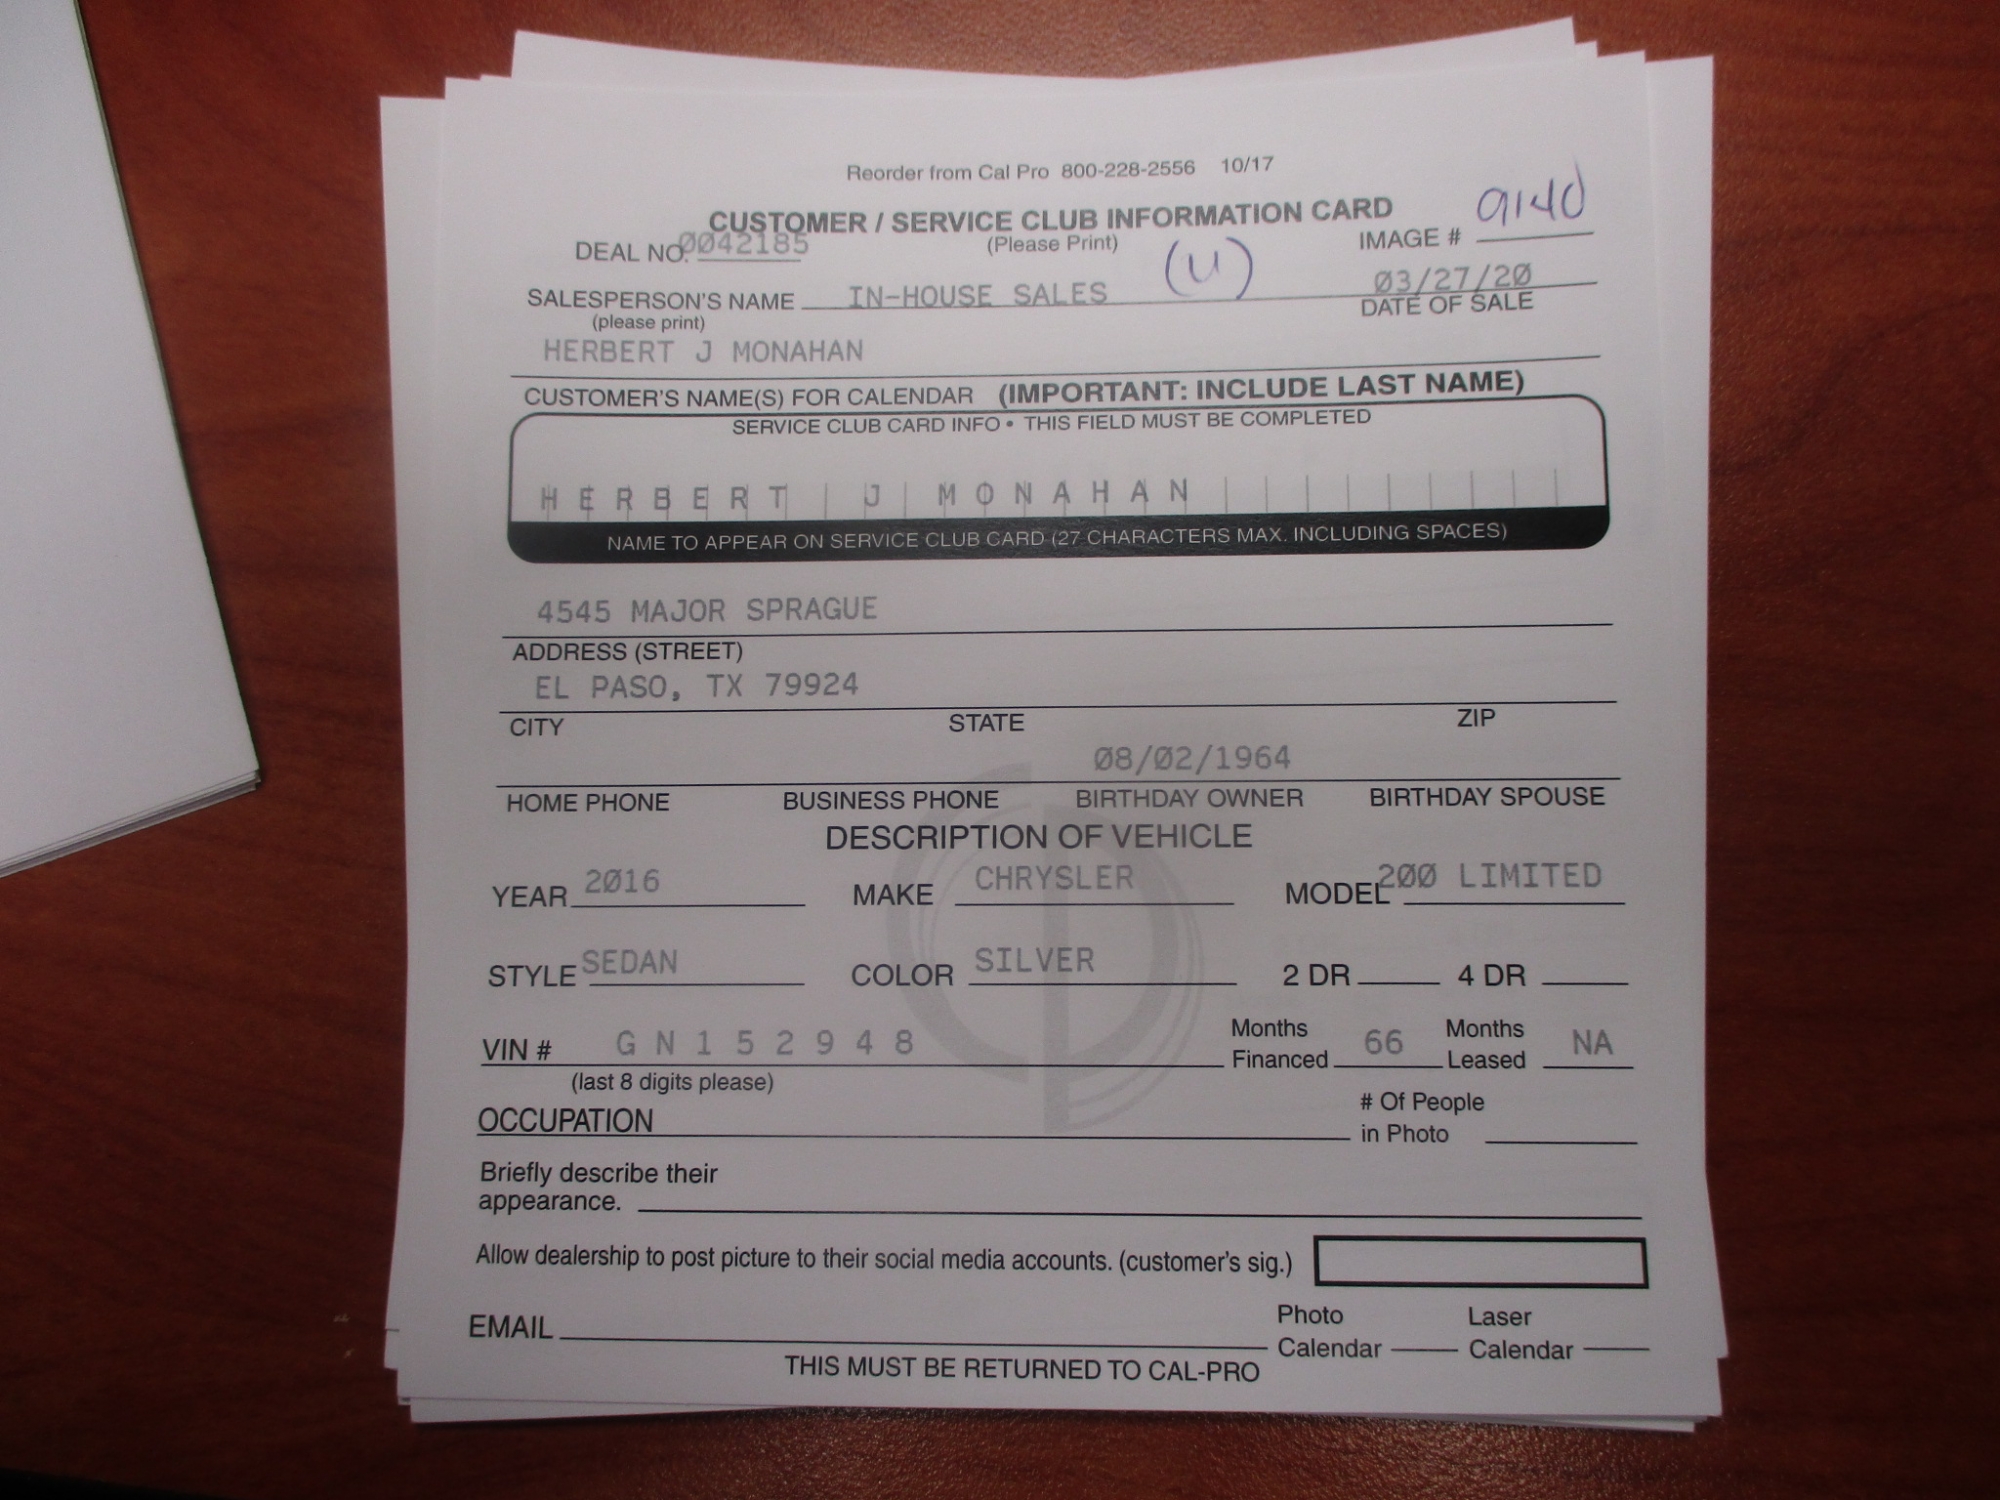 Reorder from Cal Pro 800-228-2556 10/17
CUSTOMER / SERVICE CLUB INFORMATION CARD
9140
DEAL NO. 0042185 (Please Print) (U) IMAGE #
SALESPERSON'S NAME IN-HOUSE SALES 03/27/20
(please print) DATE OF SALE
HERBERT J MONAHAN
CUSTOMER'S NAME(S) FOR CALENDAR (IMPORTANT: INCLUDE LAST NAME)
SERVICE CLUB CARD INFO • THIS FIELD MUST BE COMPLETED
HERBERT J MONAHAN
NAME TO APPEAR ON SERVICE CLUB CARD (27 CHARACTERS MAX. INCLUDING SPACES)
4545 MAJOR SPRAGUE
ADDRESS (STREET)
EL PASO, TX 79924
CITY STATE ZIP
08/02/1964
HOME PHONE BUSINESS PHONE BIRTHDAY OWNER BIRTHDAY SPOUSE
DESCRIPTION OF VEHICLE
YEAR 2016 MAKE CHRYSLER MODEL 200 LIMITED
STYLE SEDAN COLOR SILVER 2 DR 4 DR
VIN # GN152948 Months Financed 66 Months Leased NA
(last 8 digits please)
OCCUPATION # Of People in Photo
Briefly describe their
appearance.
Allow dealership to post picture to their social media accounts. (customer's sig.)
EMAIL Photo Calendar Laser Calendar
THIS MUST BE RETURNED TO CAL-PRO